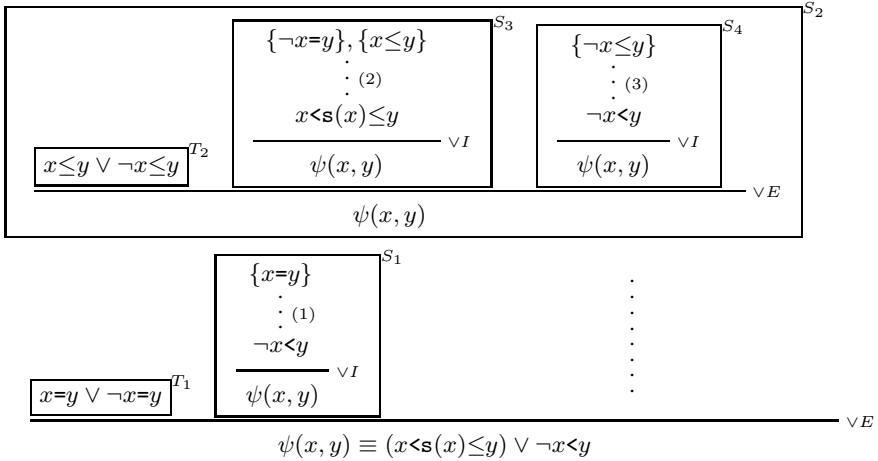 S₂
S₃
S₄
{¬x=y}, {x≤y}
{¬x≤y}
(2)
(3)
x<s(x)≤y
¬x<y
∨I
∨I
x≤y ∨ ¬x≤y T₂
ψ(x, y)
ψ(x, y)
∨E
ψ(x, y)
S₁
{x=y}
(1)
¬x<y
∨I
x=y ∨ ¬x=y T₁
ψ(x, y)
∨E
ψ(x, y) ≡ (x<s(x)≤y) ∨ ¬x<y